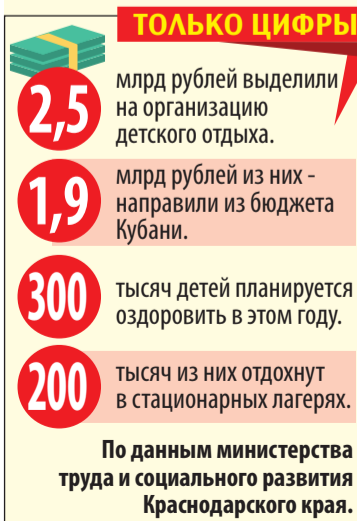 ТОЛЬКО ЦИФРЫ
2,5
млрд рублей выделили
на организацию
детского отдыха.
1,9
млрд рублей из них -
направили из бюджета
Кубани.
300
тысяч детей планируется
оздоровить в этом году.
200
тысяч из них отдохнут
в стационарных лагерях.
По данным министерства
труда и социального развития
Краснодарского края.